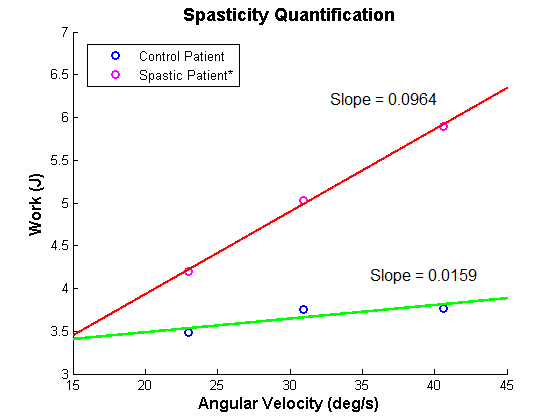 Spasticity Quantification
7
Control Patient
Spastic Patient*
6.5
Slope = 0.0964
6
5.5
Work (J)
5
4.5
Slope = 0.0159
4
3.5
3
15 20 25 30 35 40 45
Angular Velocity (deg/s)